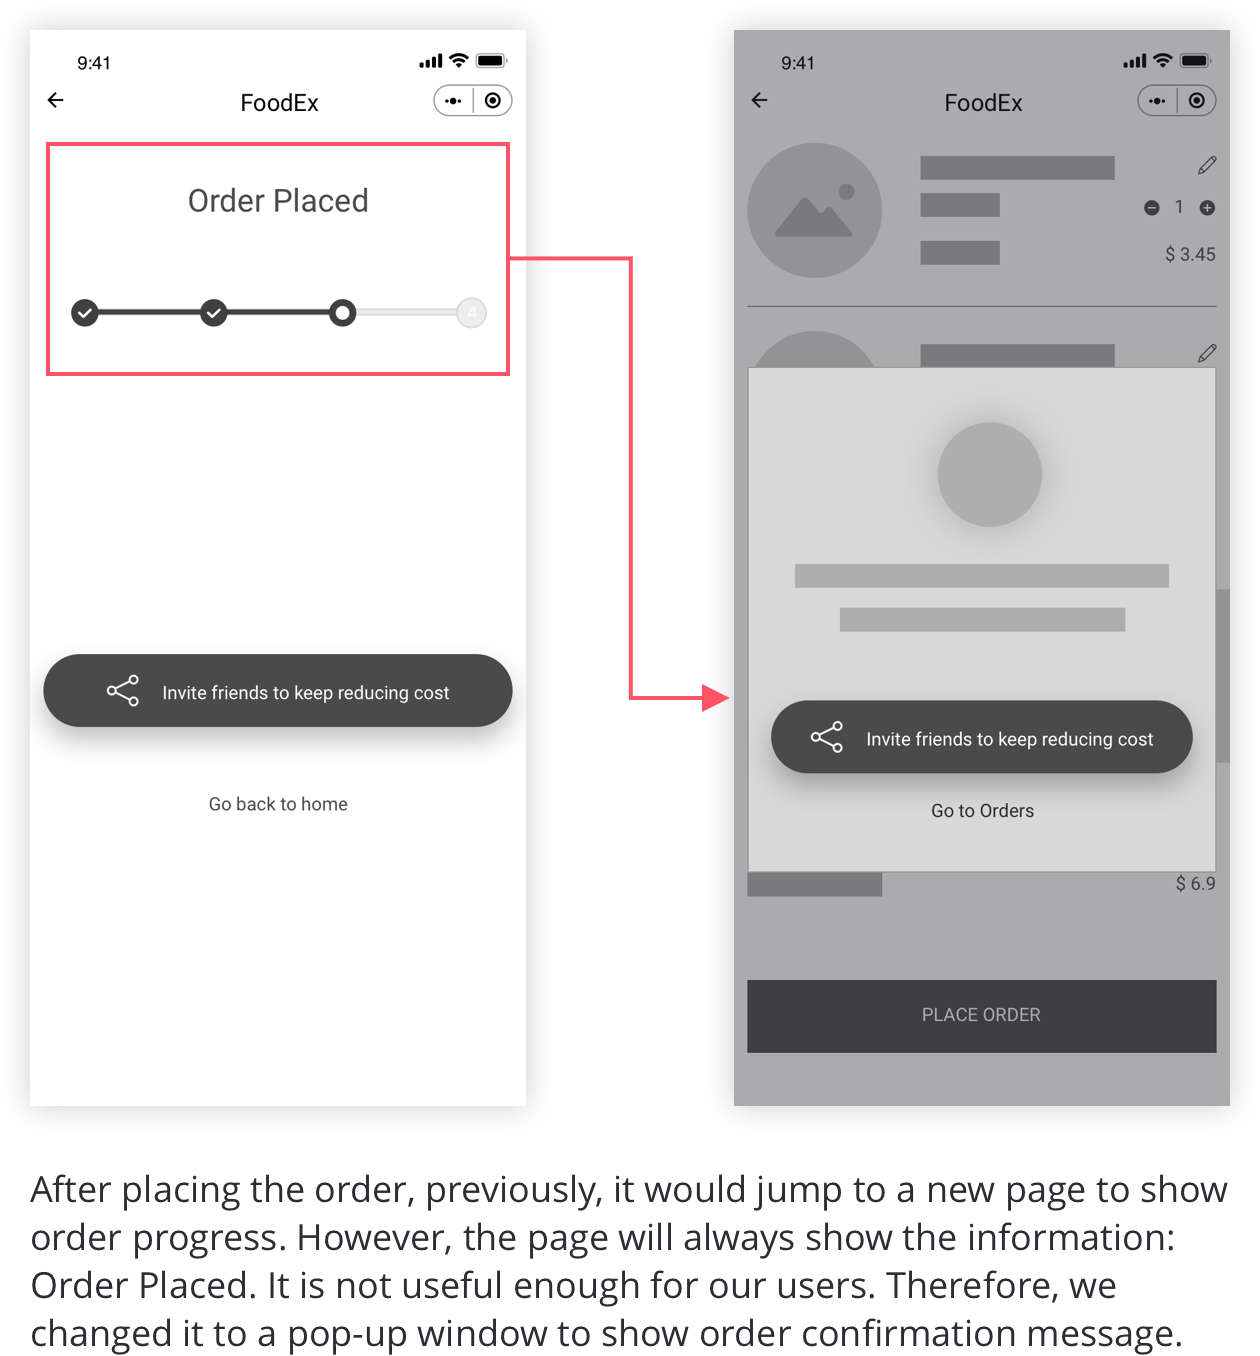 9:41
FoodEx
Order Placed
4
Invite friends to keep reducing cost
Go back to home
9:41
FoodEx
1
$ 3.45
Invite friends to keep reducing cost
Go to Orders
$ 6.9
PLACE ORDER
After placing the order, previously, it would jump to a new page to show
order progress. However, the page will always show the information:
Order Placed. It is not useful enough for our users. Therefore, we
changed it to a pop-up window to show order confirmation message.